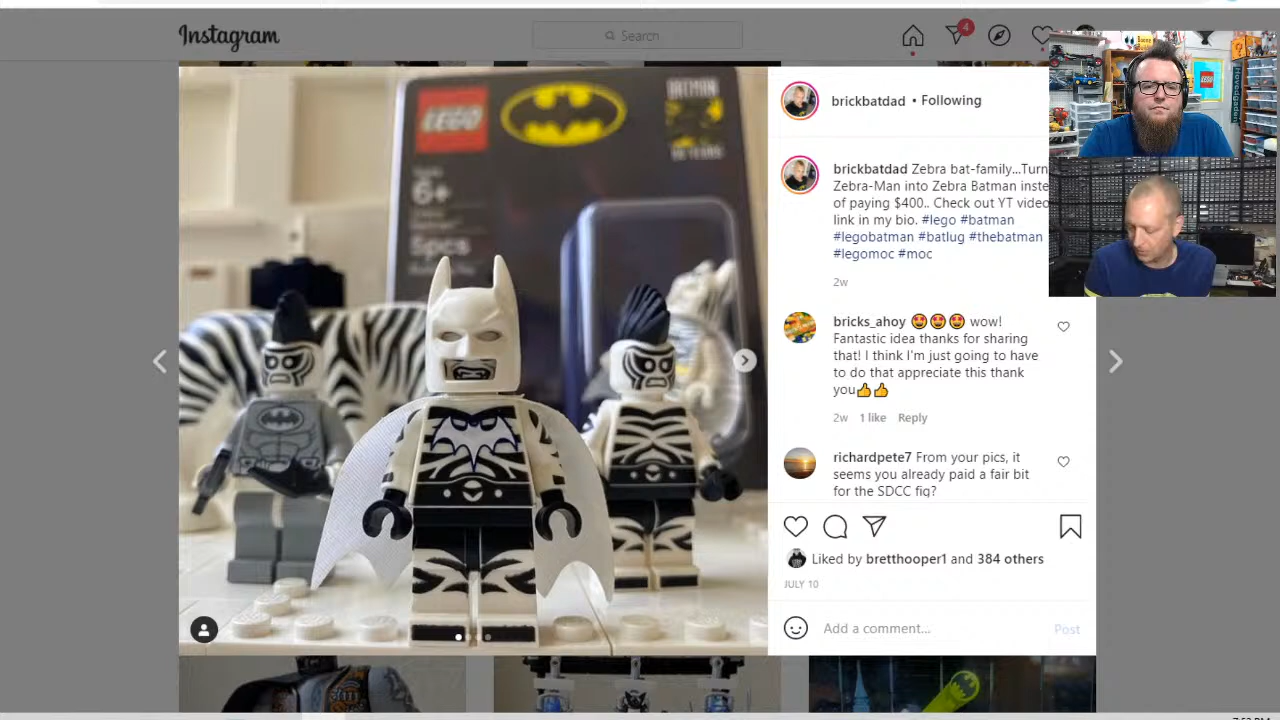 Instagram
Search
4
LEGO
BATMAN
6+
5pcs
brickbatdad • Following
brickbatdad Zebra bat-family...Turn
Zebra-Man into Zebra Batman inste
of paying $400.. Check out YT video
link in my bio. #lego #batman
#legobatman #batlug #thebatman
#legomoc #moc
2w
bricks_ahoy 🤩🤩🤩 wow!
Fantastic idea thanks for sharing
that! I think I'm just going to have
to do that appreciate this thank
you👍👍
2w 1 like Reply
richardpete7 From your pics, it
seems you already paid a fair bit
for the SDCC fig?
Liked by bretthooper1 and 384 others
JULY 10
Add a comment...
Post
LEGO